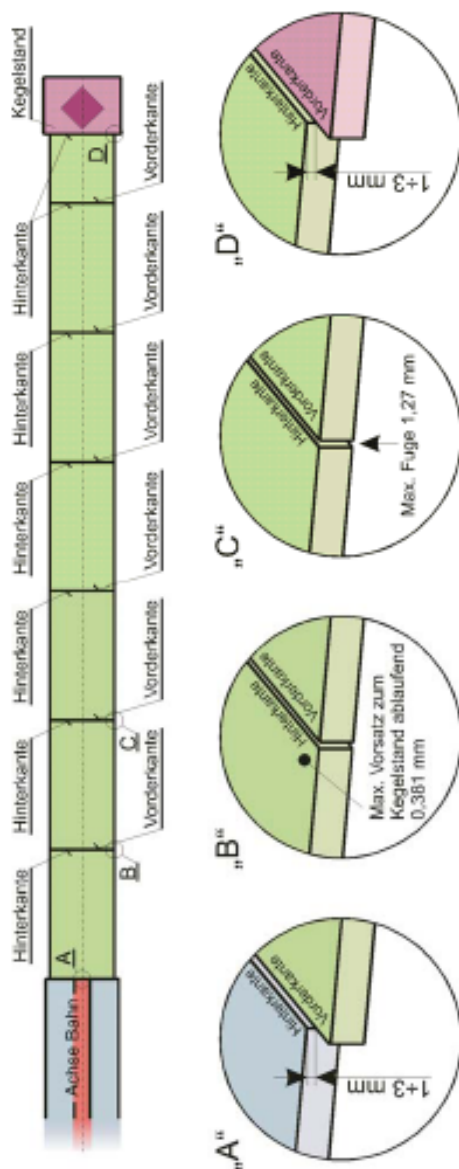 Hinterkante
Hinterkante
Hinterkante
Hinterkante
Hinterkante
Hinterkante
Kegelstand
A
Achse Bahn
B
Vorderkante
C
Vorderkante
Vorderkante
Vorderkante
Vorderkante
D
Vorderkante
„A“
Hinterkante
Vorderkante
1÷3 mm
„B“
Hinterkante
Vorderkante
Max. Vorsatz zum
Kegelstand ablaufend
0,381 mm
„C“
Hinterkante
Vorderkante
Max. Fuge 1,27 mm
„D“
Hinterkante
Vorderkante
1÷3 mm